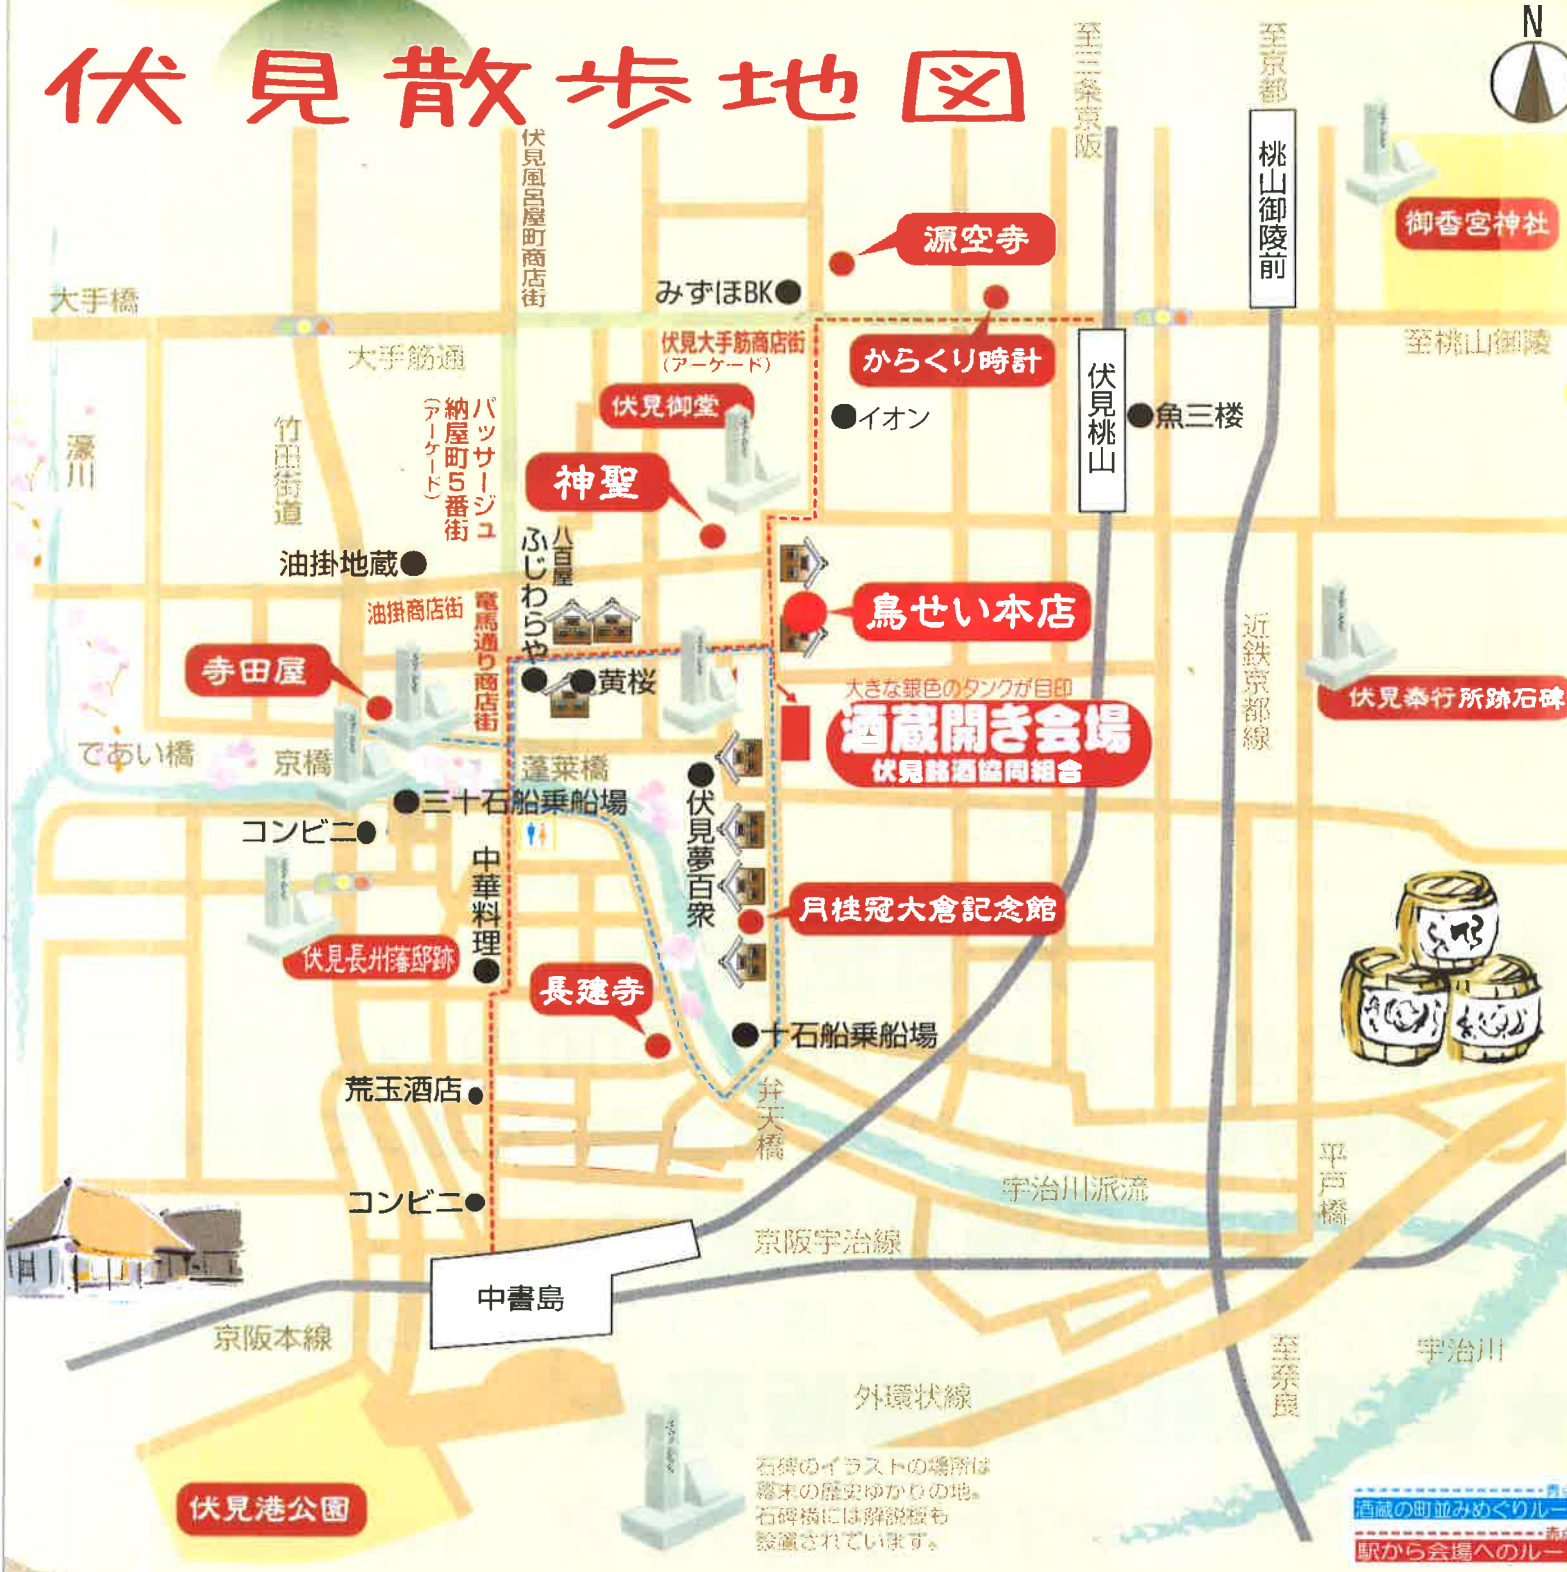 伏見散歩地図
N
至三条京阪
至京都
桃山御陵前
御香宮神社
伏見風呂屋町商店街
源空寺
みずほBK
大手橋
伏見大手筋商店街
(アーケード)
からくり時計
至桃山御陵
大手筋通
伏見桃山
魚三楼
イオン
伏見御堂
パッサージュ
納屋町5番街
(アーケード)
濠川
竹田街道
神聖
八百屋
ふじわらや
油掛地蔵
油掛商店街
竜馬通り商店街
鳥せい本店
近鉄京都線
伏見奉行所跡石碑
寺田屋
黄桜
大きな銀色のタンクが目印
酒蔵開き会場
伏見銘酒協同組合
であい橋
京橋
蓬莱橋
三十石船乗船場
コンビニ
伏見夢百衆
中華料理
月桂冠大倉記念館
伏見長州藩邸跡
長建寺
十石船乗船場
荒玉酒店
弁天橋
平戸橋
宇治川派流
コンビニ
京阪宇治線
中書島
京阪本線
至奈良
宇治川
外環状線
伏見港公園
石碑のイラストの場所は
幕末の歴史ゆかりの地。
石碑横には解説板も
設置されています。
青点
酒蔵の町並みめぐりルー
赤点
駅から会場へのルー